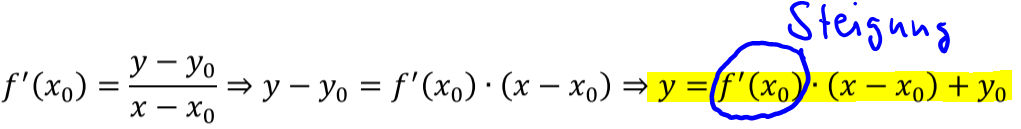 Steigung
f′(x₀) = (y − y₀)/(x − x₀) ⇒ y − y₀ = f′(x₀) · (x − x₀) ⇒ y = f′(x₀) · (x − x₀) + y₀